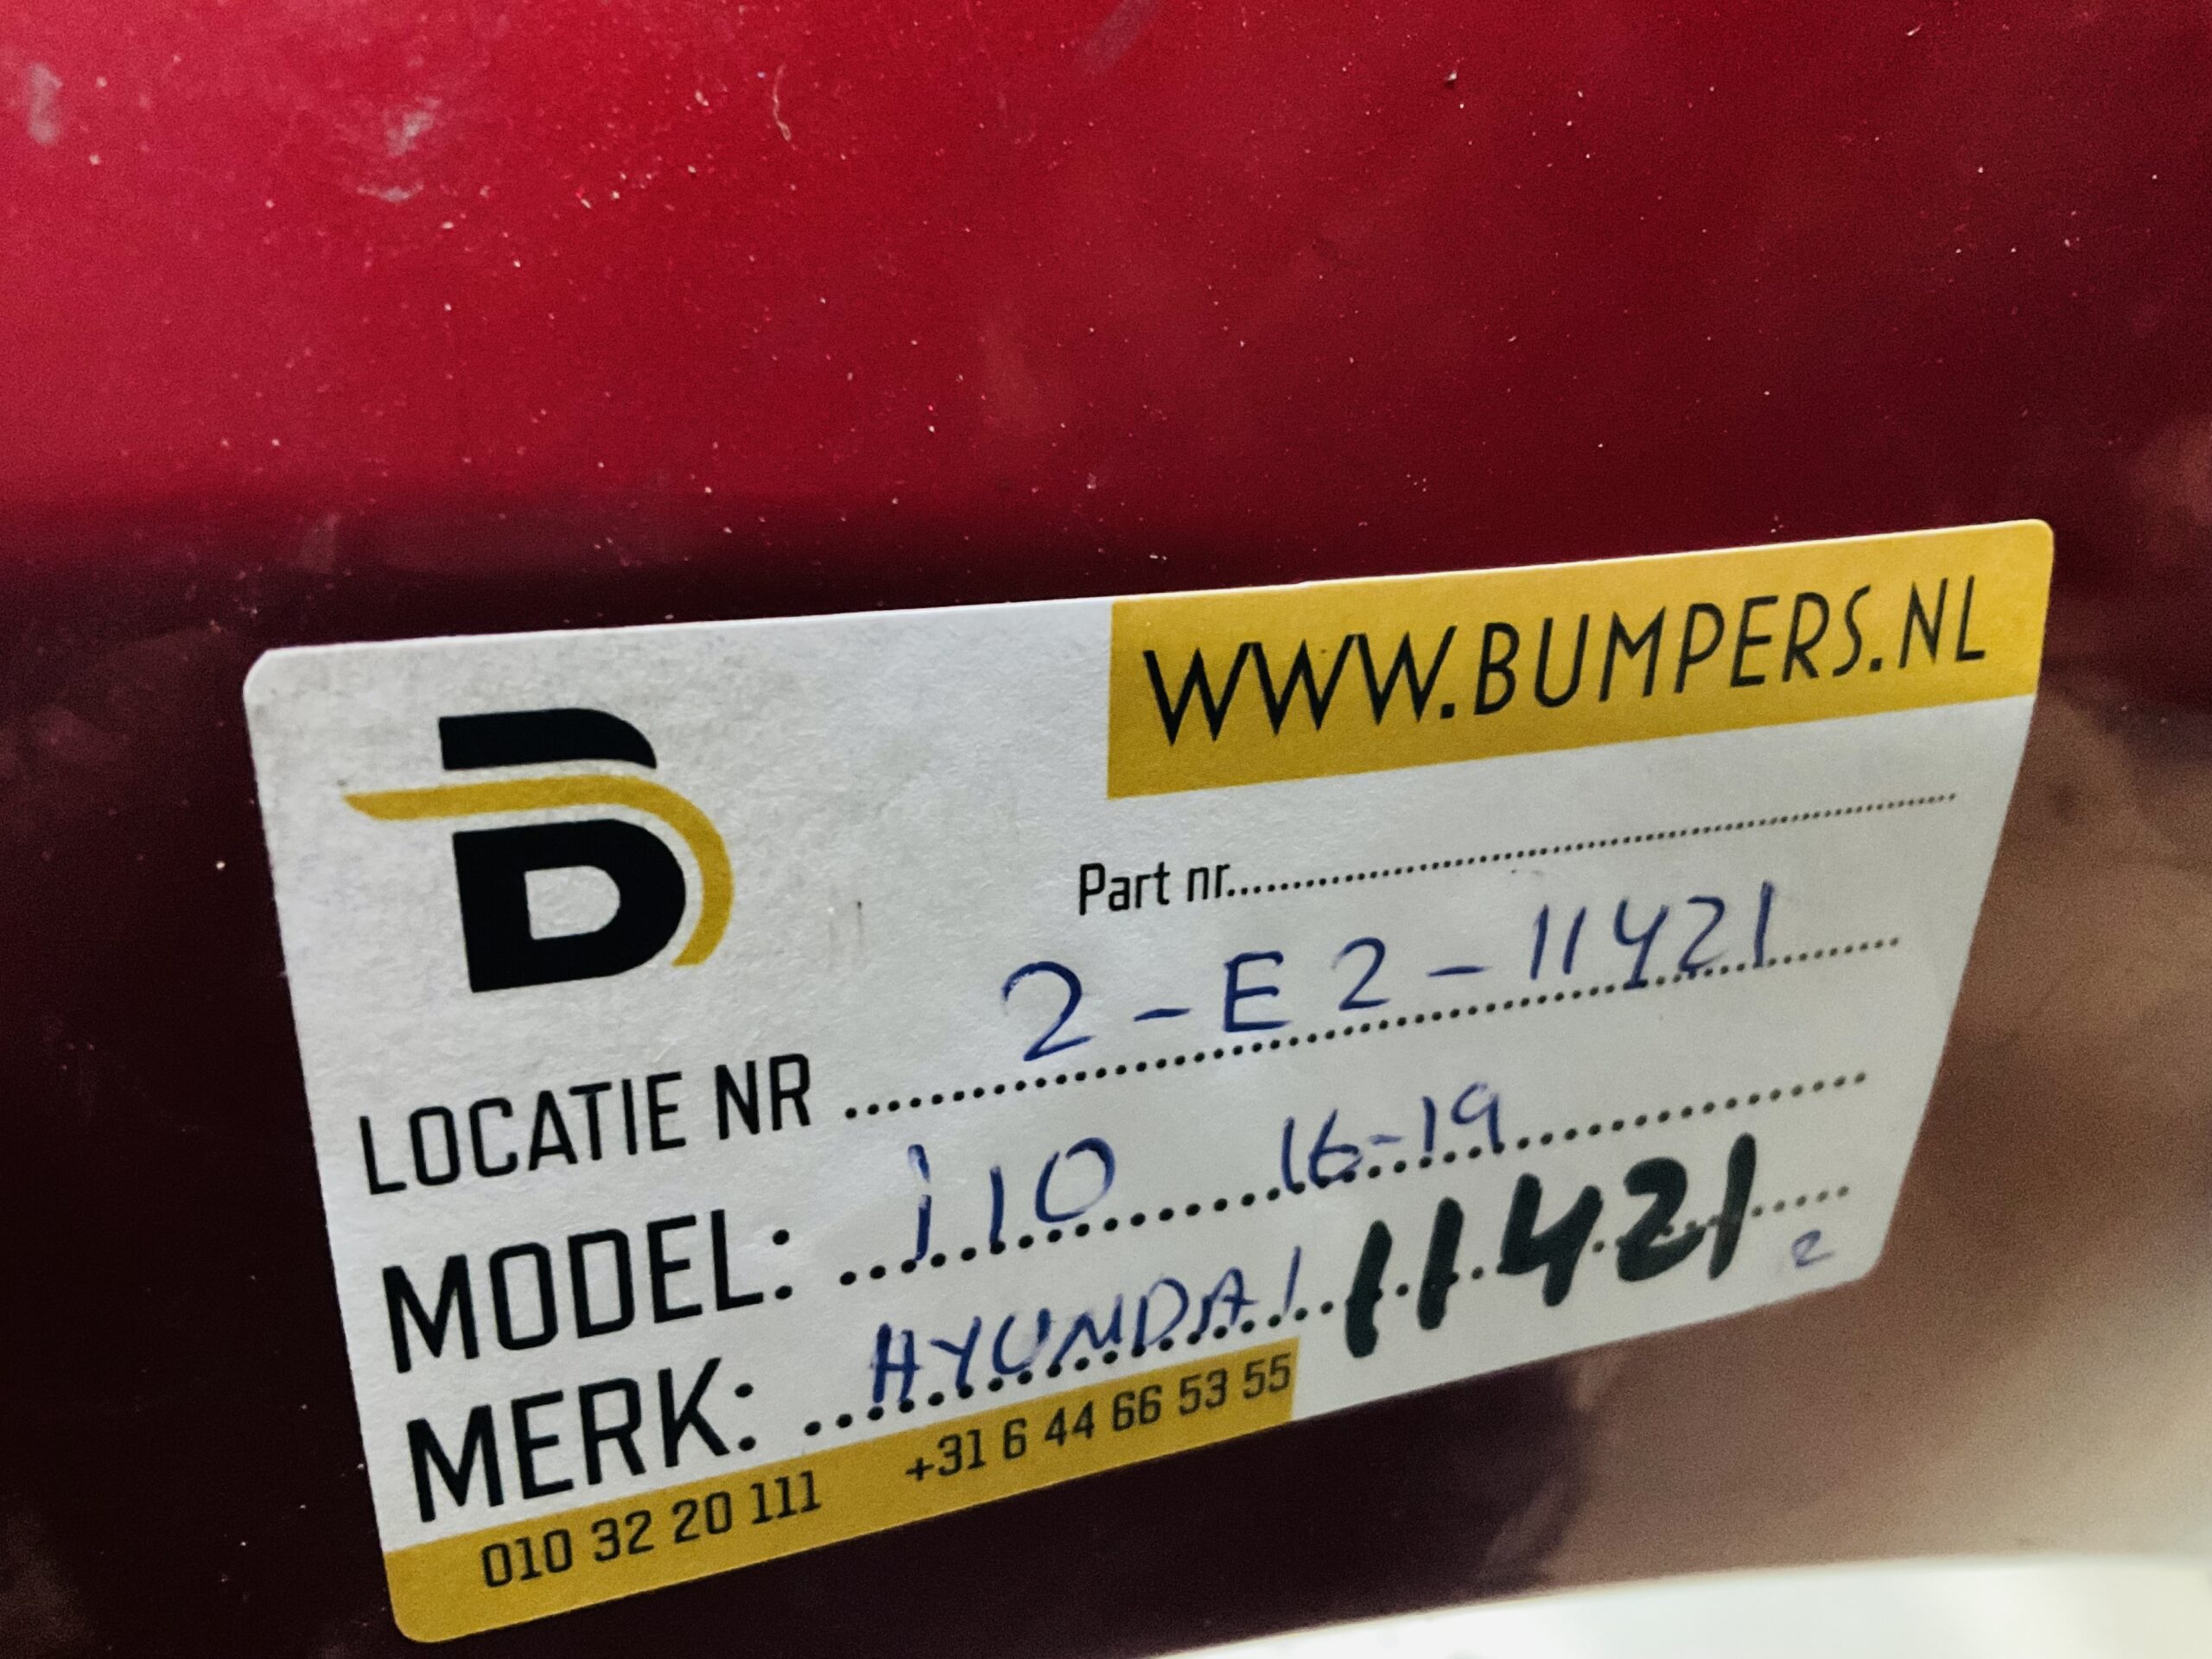 WWW.BUMPERS.NL
B
Part nr..........
LOCATIE NR .......... 2-E2-11421
MODEL: .......... i10 16-19
MERK: .......... HYUNDAI 11421
2
010 32 20 111 +31 6 44 66 53 55